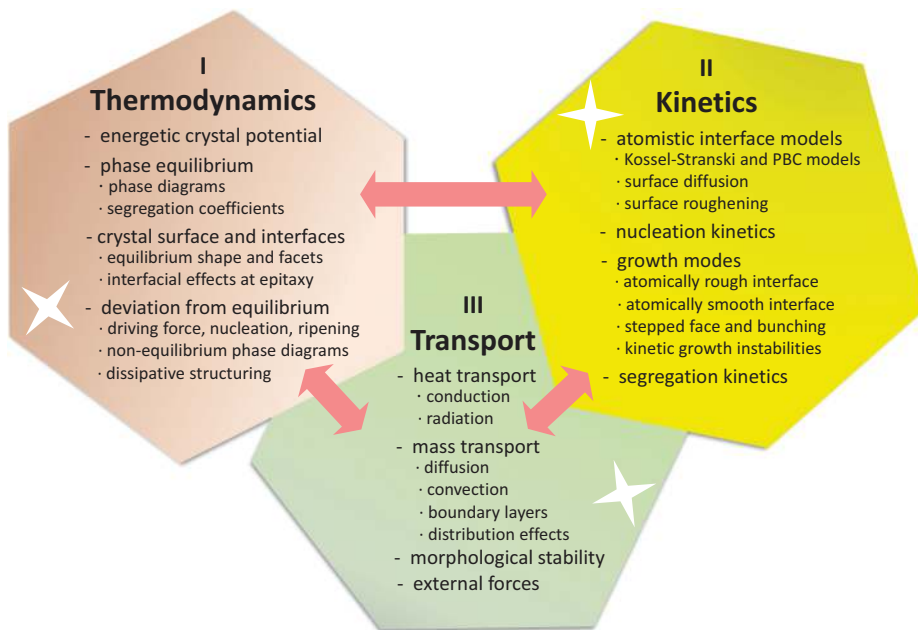 I
Thermodynamics
- energetic crystal potential
- phase equilibrium
· phase diagrams
· segregation coefficients
- crystal surface and interfaces
· equilibrium shape and facets
· interfacial effects at epitaxy
- deviation from equilibrium
· driving force, nucleation, ripening
· non-equilibrium phase diagrams
· dissipative structuring
II
Kinetics
- atomistic interface models
· Kossel-Stranski and PBC models
· surface diffusion
· surface roughening
- nucleation kinetics
- growth modes
· atomically rough interface
· atomically smooth interface
· stepped face and bunching
· kinetic growth instabilities
- segregation kinetics
III
Transport
- heat transport
· conduction
· radiation
- mass transport
· diffusion
· convection
· boundary layers
· distribution effects
- morphological stability
- external forces